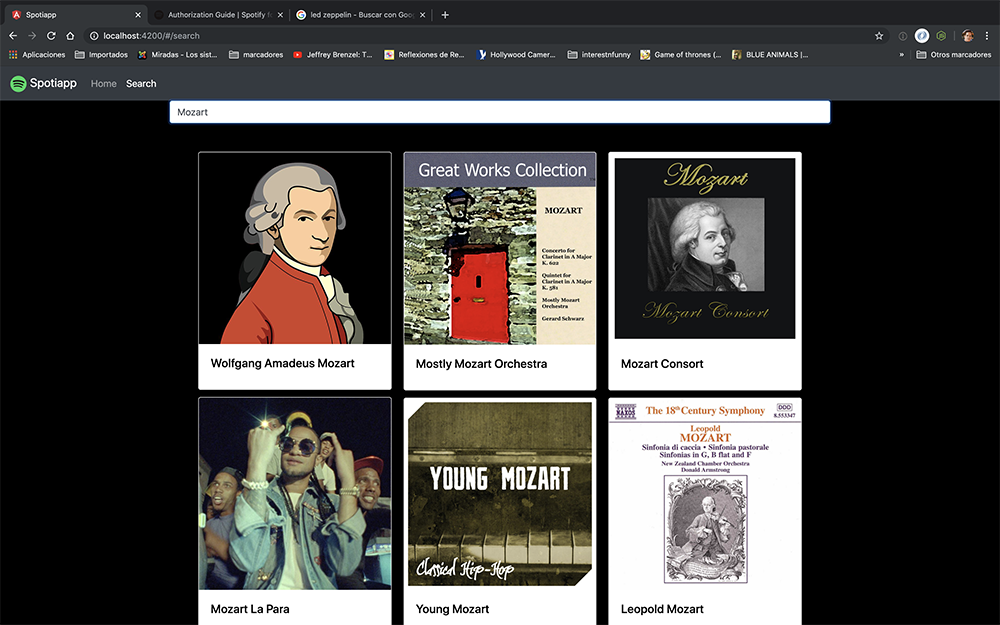 Spotiapp
Authorization Guide | Spotify f
led zeppelin - Buscar con Goo
localhost:4200/#/search
Aplicaciones
Importados
Miradas - Los sist...
marcadores
Jeffrey Brenzel: T...
Reflexiones de Re...
Hollywood Camer...
interestnfunny
Game of thrones (...
BLUE ANIMALS |...
»
Otros marcadores
Spotiapp
Home
Search
Mozart
Great Works Collection
MOZART
Concerto for
Clarinet in A Major
K. 622
Quintet for
Clarinet in A Major
K. 581
Mostly Mozart
Orchestra
Gerard Schwarz
Mozart
Mozart Consort
Wolfgang Amadeus Mozart
Mostly Mozart Orchestra
Mozart Consort
YOUNG MOZART
Classical Hip-Hop
NAXOS
The 18th Century Symphony
DDD
8.553347
Leopold
MOZART
Sinfonia di caccia • Sinfonia pastorale
Sinfonias in G, B flat and F
New Zealand Chamber Orchestra
Donald Armstrong
Mozart La Para
Young Mozart
Leopold Mozart